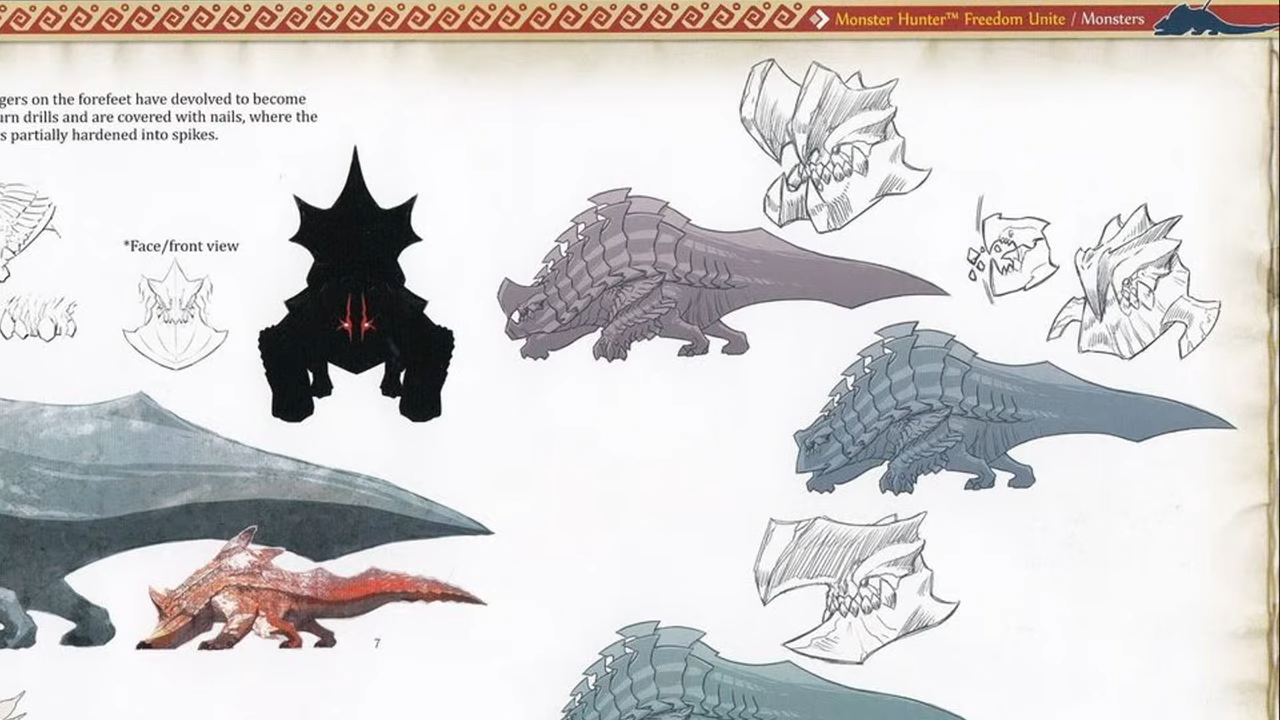 Monster Hunter™ Freedom Unite / Monsters
gers on the forefeet have devolved to become
urn drills and are covered with nails, where the
s partially hardened into spikes.
*Face/front view
7